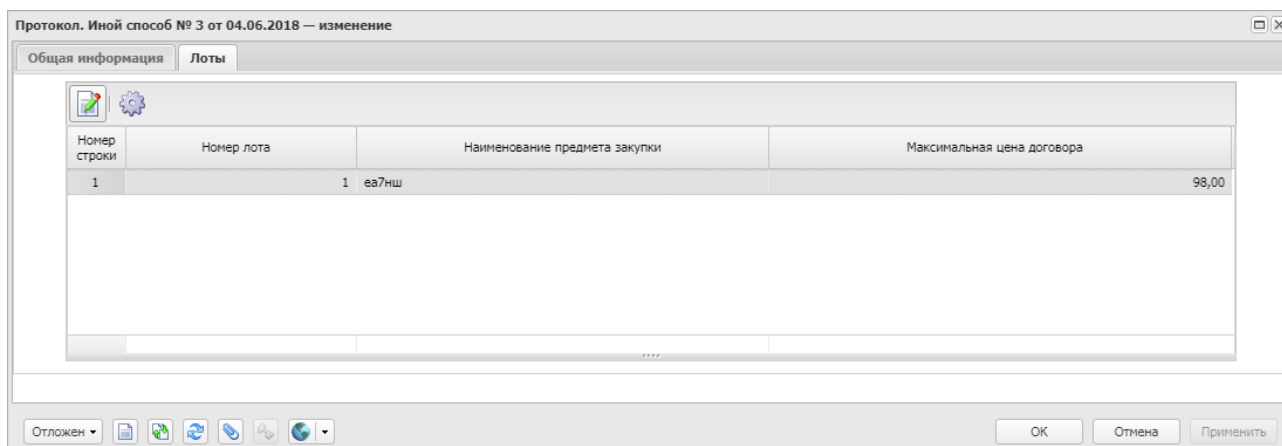 Протокол. Иной способ № 3 от 04.06.2018 — изменение
Общая информация Лоты
Номер строки Номер лота Наименование предмета закупки Максимальная цена договора
1 1 еа7нш 98,00
Отложен ОК Отмена Применить